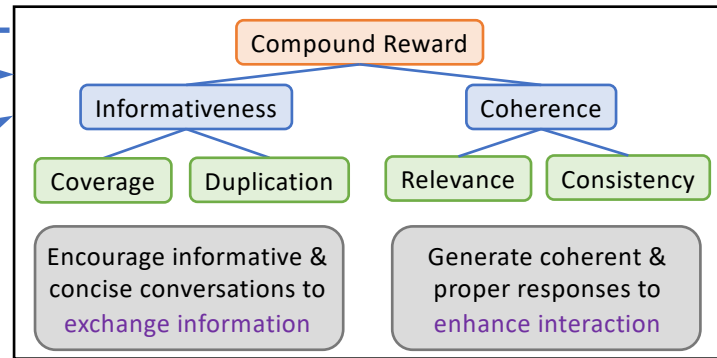 Compound Reward
Informativeness
Coherence
Coverage
Duplication
Relevance
Consistency
Encourage informative &
concise conversations to
exchange information
Generate coherent &
proper responses to
enhance interaction